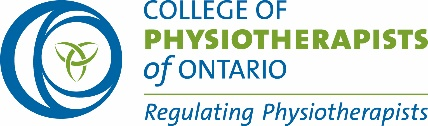 COLLEGE OF
PHYSIOTHERAPISTS
of ONTARIO
Regulating Physiotherapists